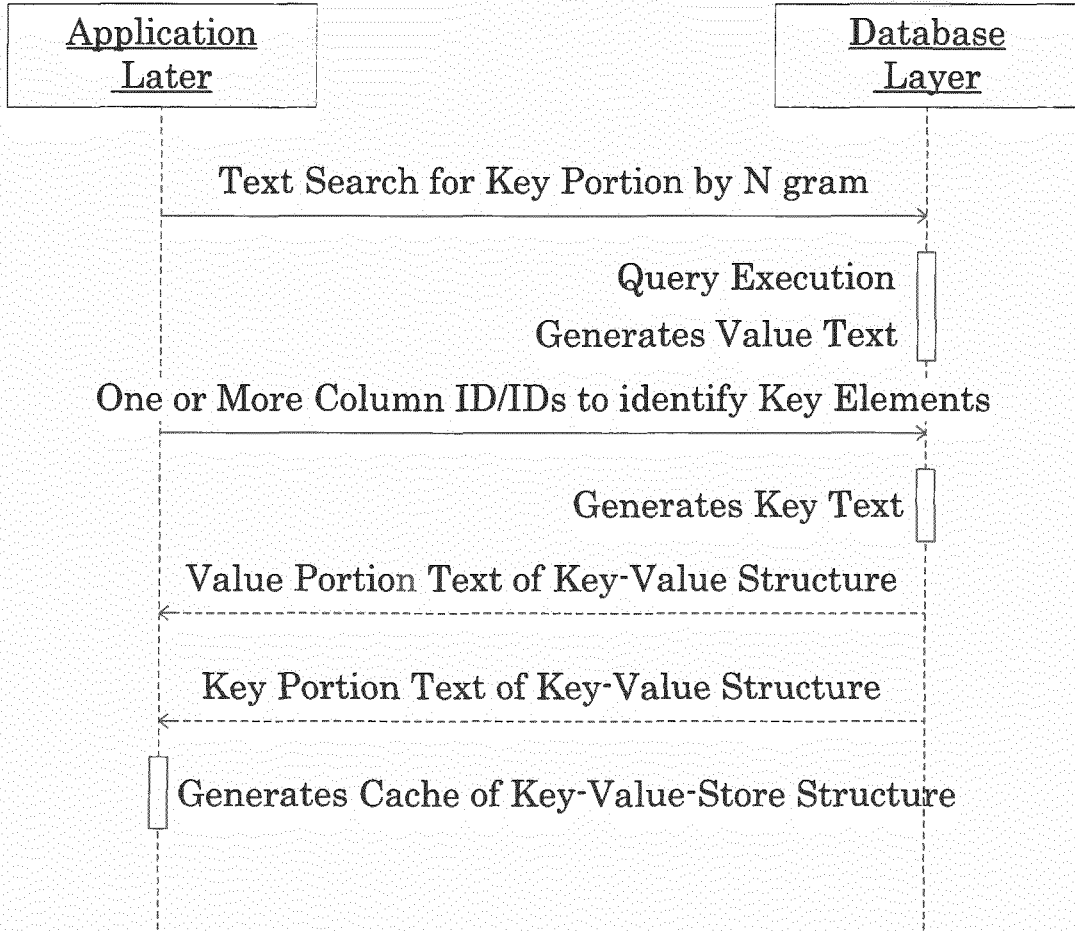 Application
Later
Database
Layer
Text Search for Key Portion by N gram
Query Execution
Generates Value Text
One or More Column ID/IDs to identify Key Elements
Generates Key Text
Value Portion Text of Key-Value Structure
Key Portion Text of Key-Value Structure
Generates Cache of Key-Value-Store Structure